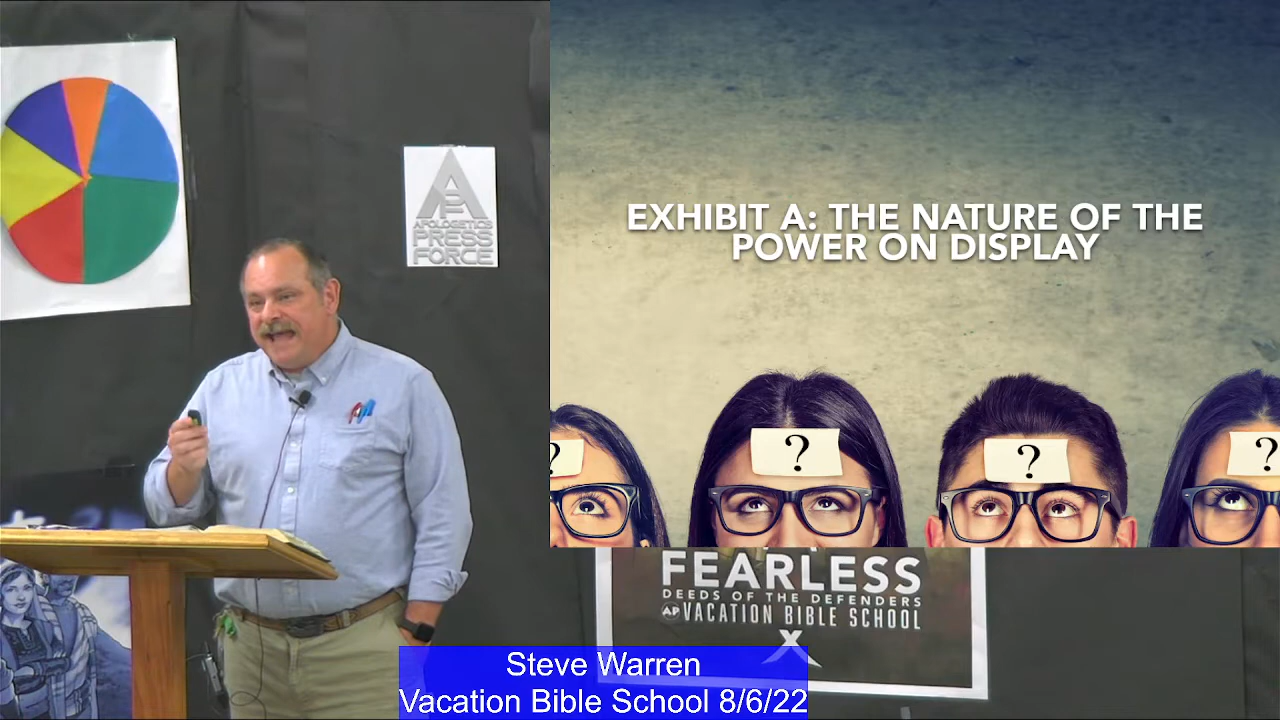 AP
APOLOGETICS
PRESS
FORCE
EXHIBIT A: THE NATURE OF THE
POWER ON DISPLAY
?
?
?
?
FEARLESS
DEEDS OF THE DEFENDERS
AP VACATION BIBLE SCHOOL
Steve Warren
Vacation Bible School 8/6/22